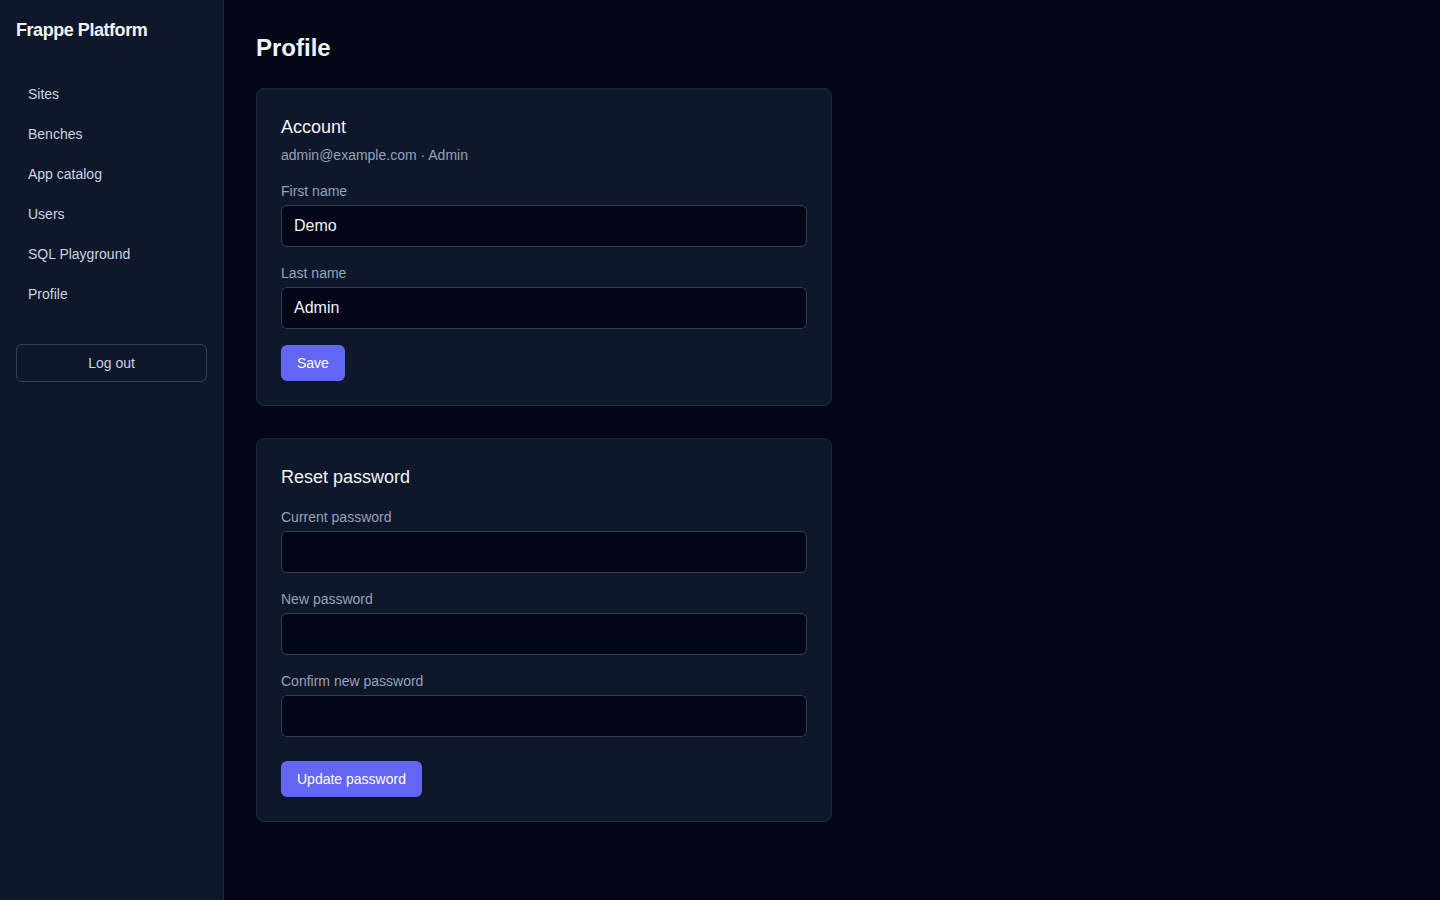 Frappe Platform
Sites
Benches
App catalog
Users
SQL Playground
Profile
Log out
Profile
Account
admin@example.com · Admin
First name
Demo
Last name
Admin
Save
Reset password
Current password
New password
Confirm new password
Update password